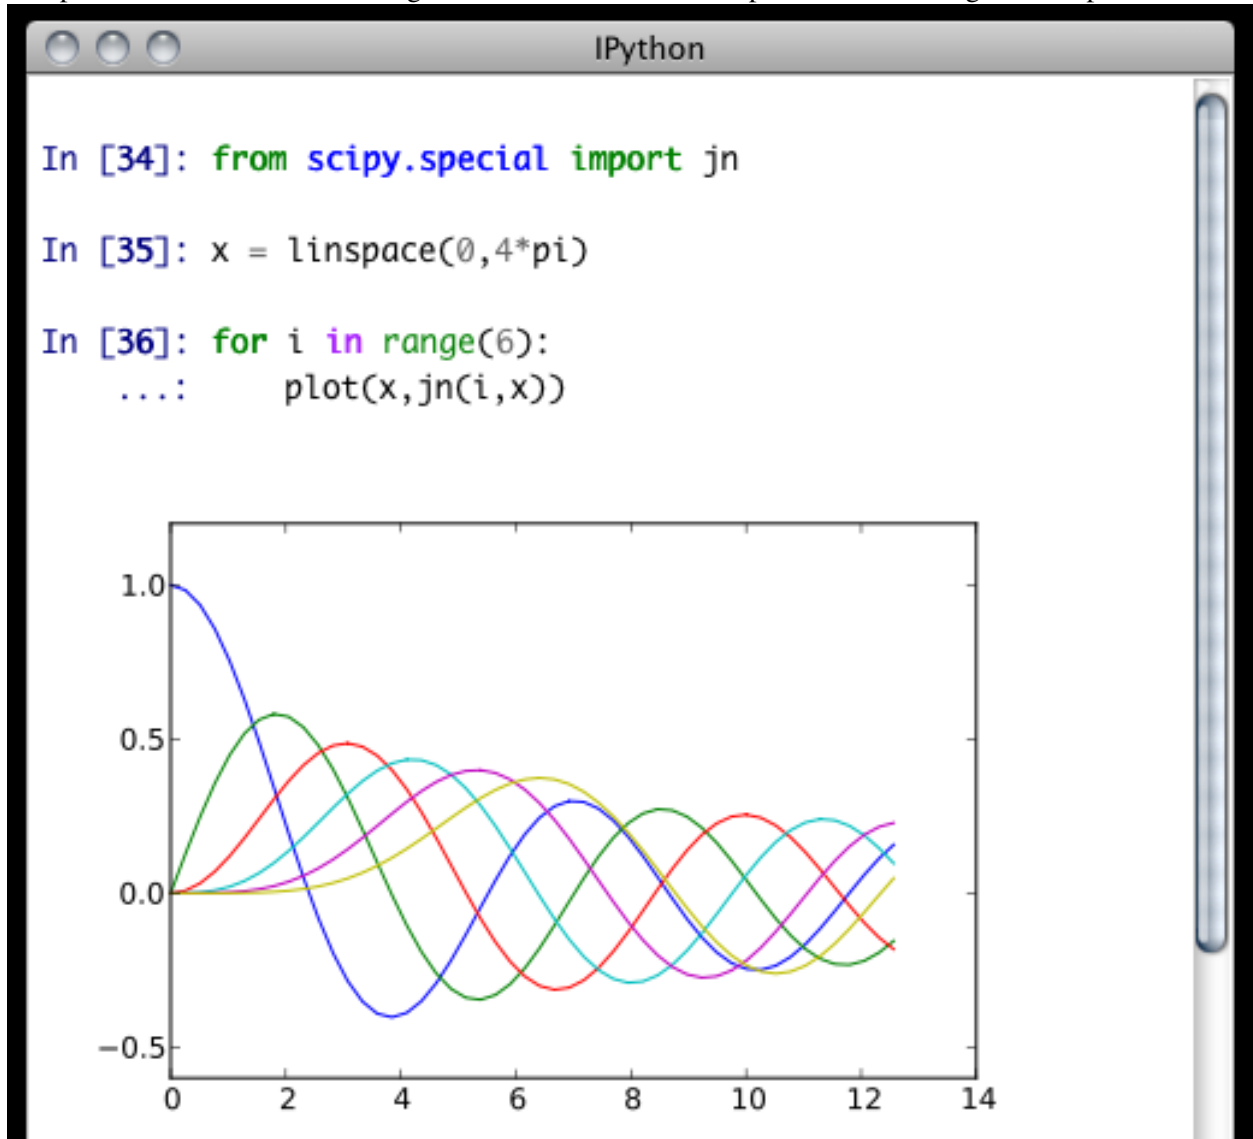 IPython
In [34]: from scipy.special import jn
In [35]: x = linspace(0,4*pi)
In [36]: for i in range(6):
...: plot(x,jn(i,x))
1.0
0.5
0.0
−0.5
0 2 4 6 8 10 12 14